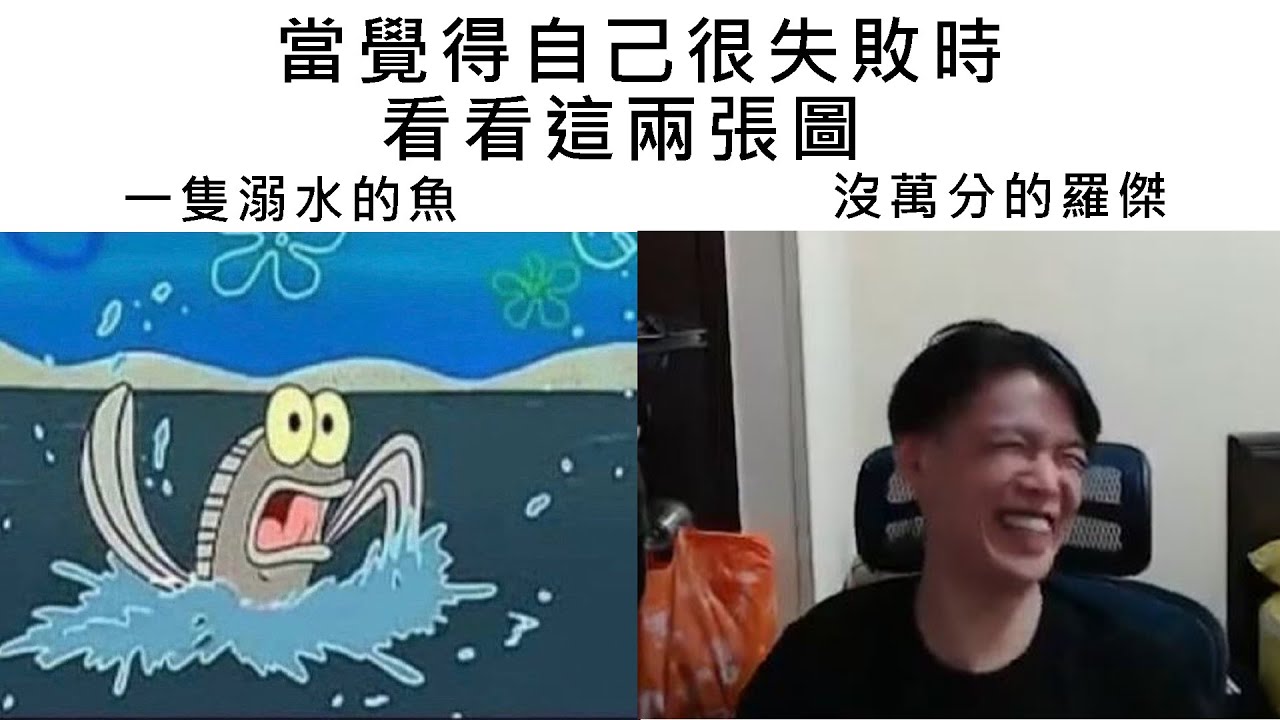 當覺得自己很失敗時
看看這兩張圖
一隻溺水的魚
沒萬分的羅傑